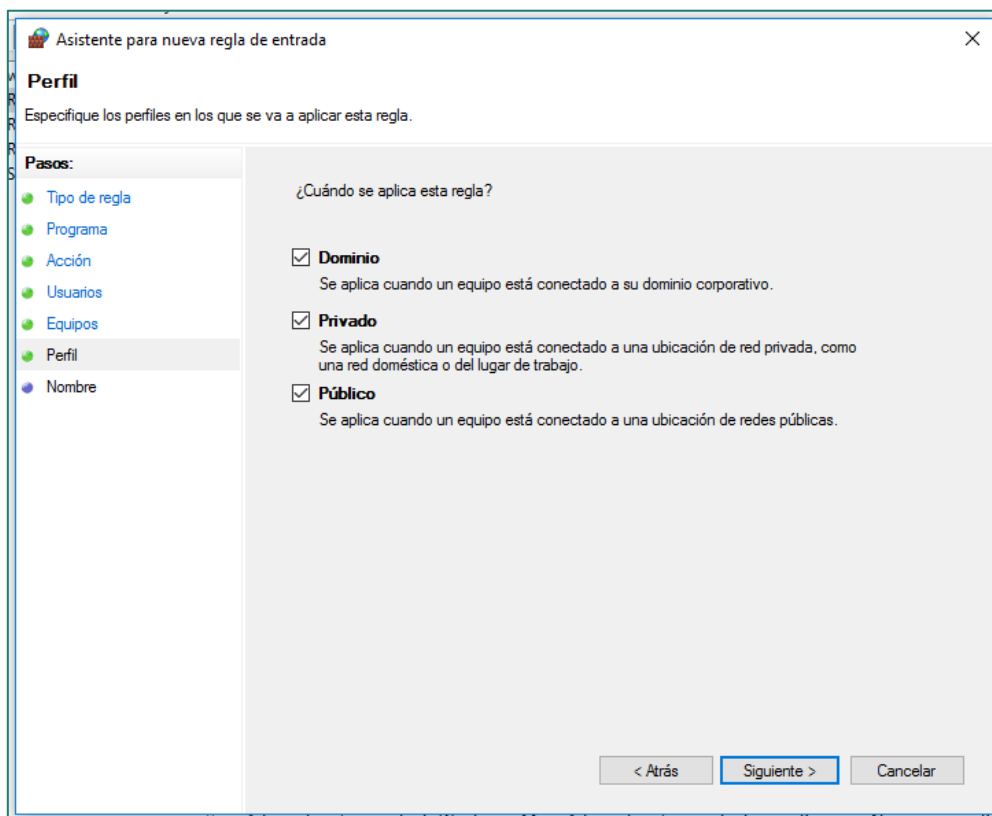 Asistente para nueva regla de entrada
Perfil
Especifique los perfiles en los que se va a aplicar esta regla.
Pasos:
Tipo de regla
Programa
Acción
Usuarios
Equipos
Perfil
Nombre
¿Cuándo se aplica esta regla?
Dominio
Se aplica cuando un equipo está conectado a su dominio corporativo.
Privado
Se aplica cuando un equipo está conectado a una ubicación de red privada, como
una red doméstica o del lugar de trabajo.
Público
Se aplica cuando un equipo está conectado a una ubicación de redes públicas.
< Atrás
Siguiente >
Cancelar